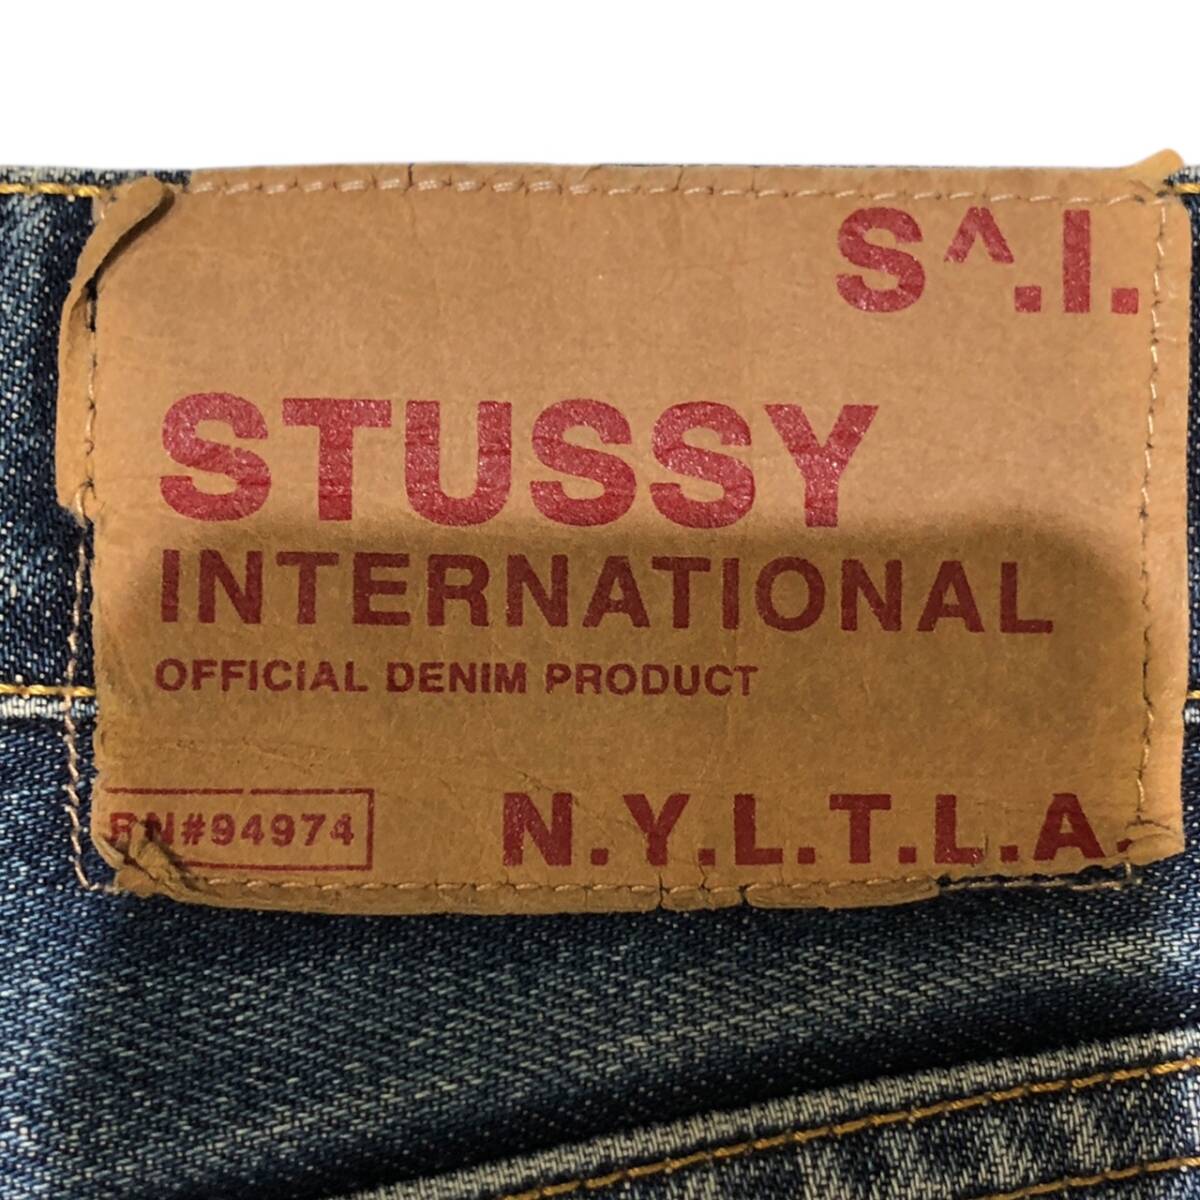 S^.I.
STUSSY
INTERNATIONAL
OFFICIAL DENIM PRODUCT
RN#94974
N.Y.L.T.L.A.